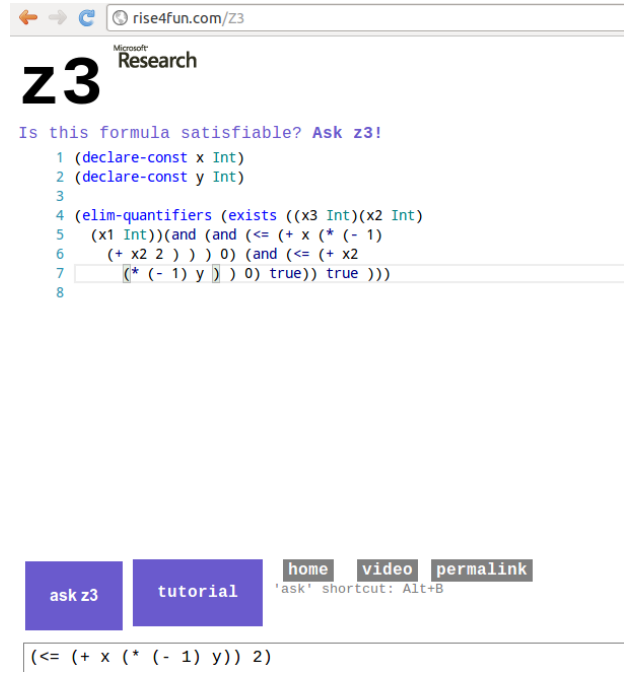 rise4fun.com/Z3
z3
Microsoft
Research
Is this formula satisfiable? Ask z3!
1 (declare-const x Int)
2 (declare-const y Int)
3
4 (elim-quantifiers (exists ((x3 Int)(x2 Int)
5   (x1 Int))(and (and (<= (+ x (* (- 1)
6     (+ x2 2 ) ) ) 0) (and (<= (+ x2
7       (* (- 1) y ) ) 0) true)) true )))
8
ask z3 tutorial home video permalink
'ask' shortcut: Alt+B
(<= (+ x (* (- 1) y)) 2)